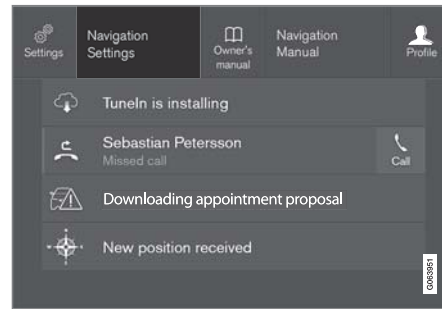 Settings
Navigation
Settings
Owner's
manual
Navigation
Manual
Profile
TuneIn is installing
Sebastian Petersson
Missed call
Call
Downloading appointment proposal
New position received
G063951